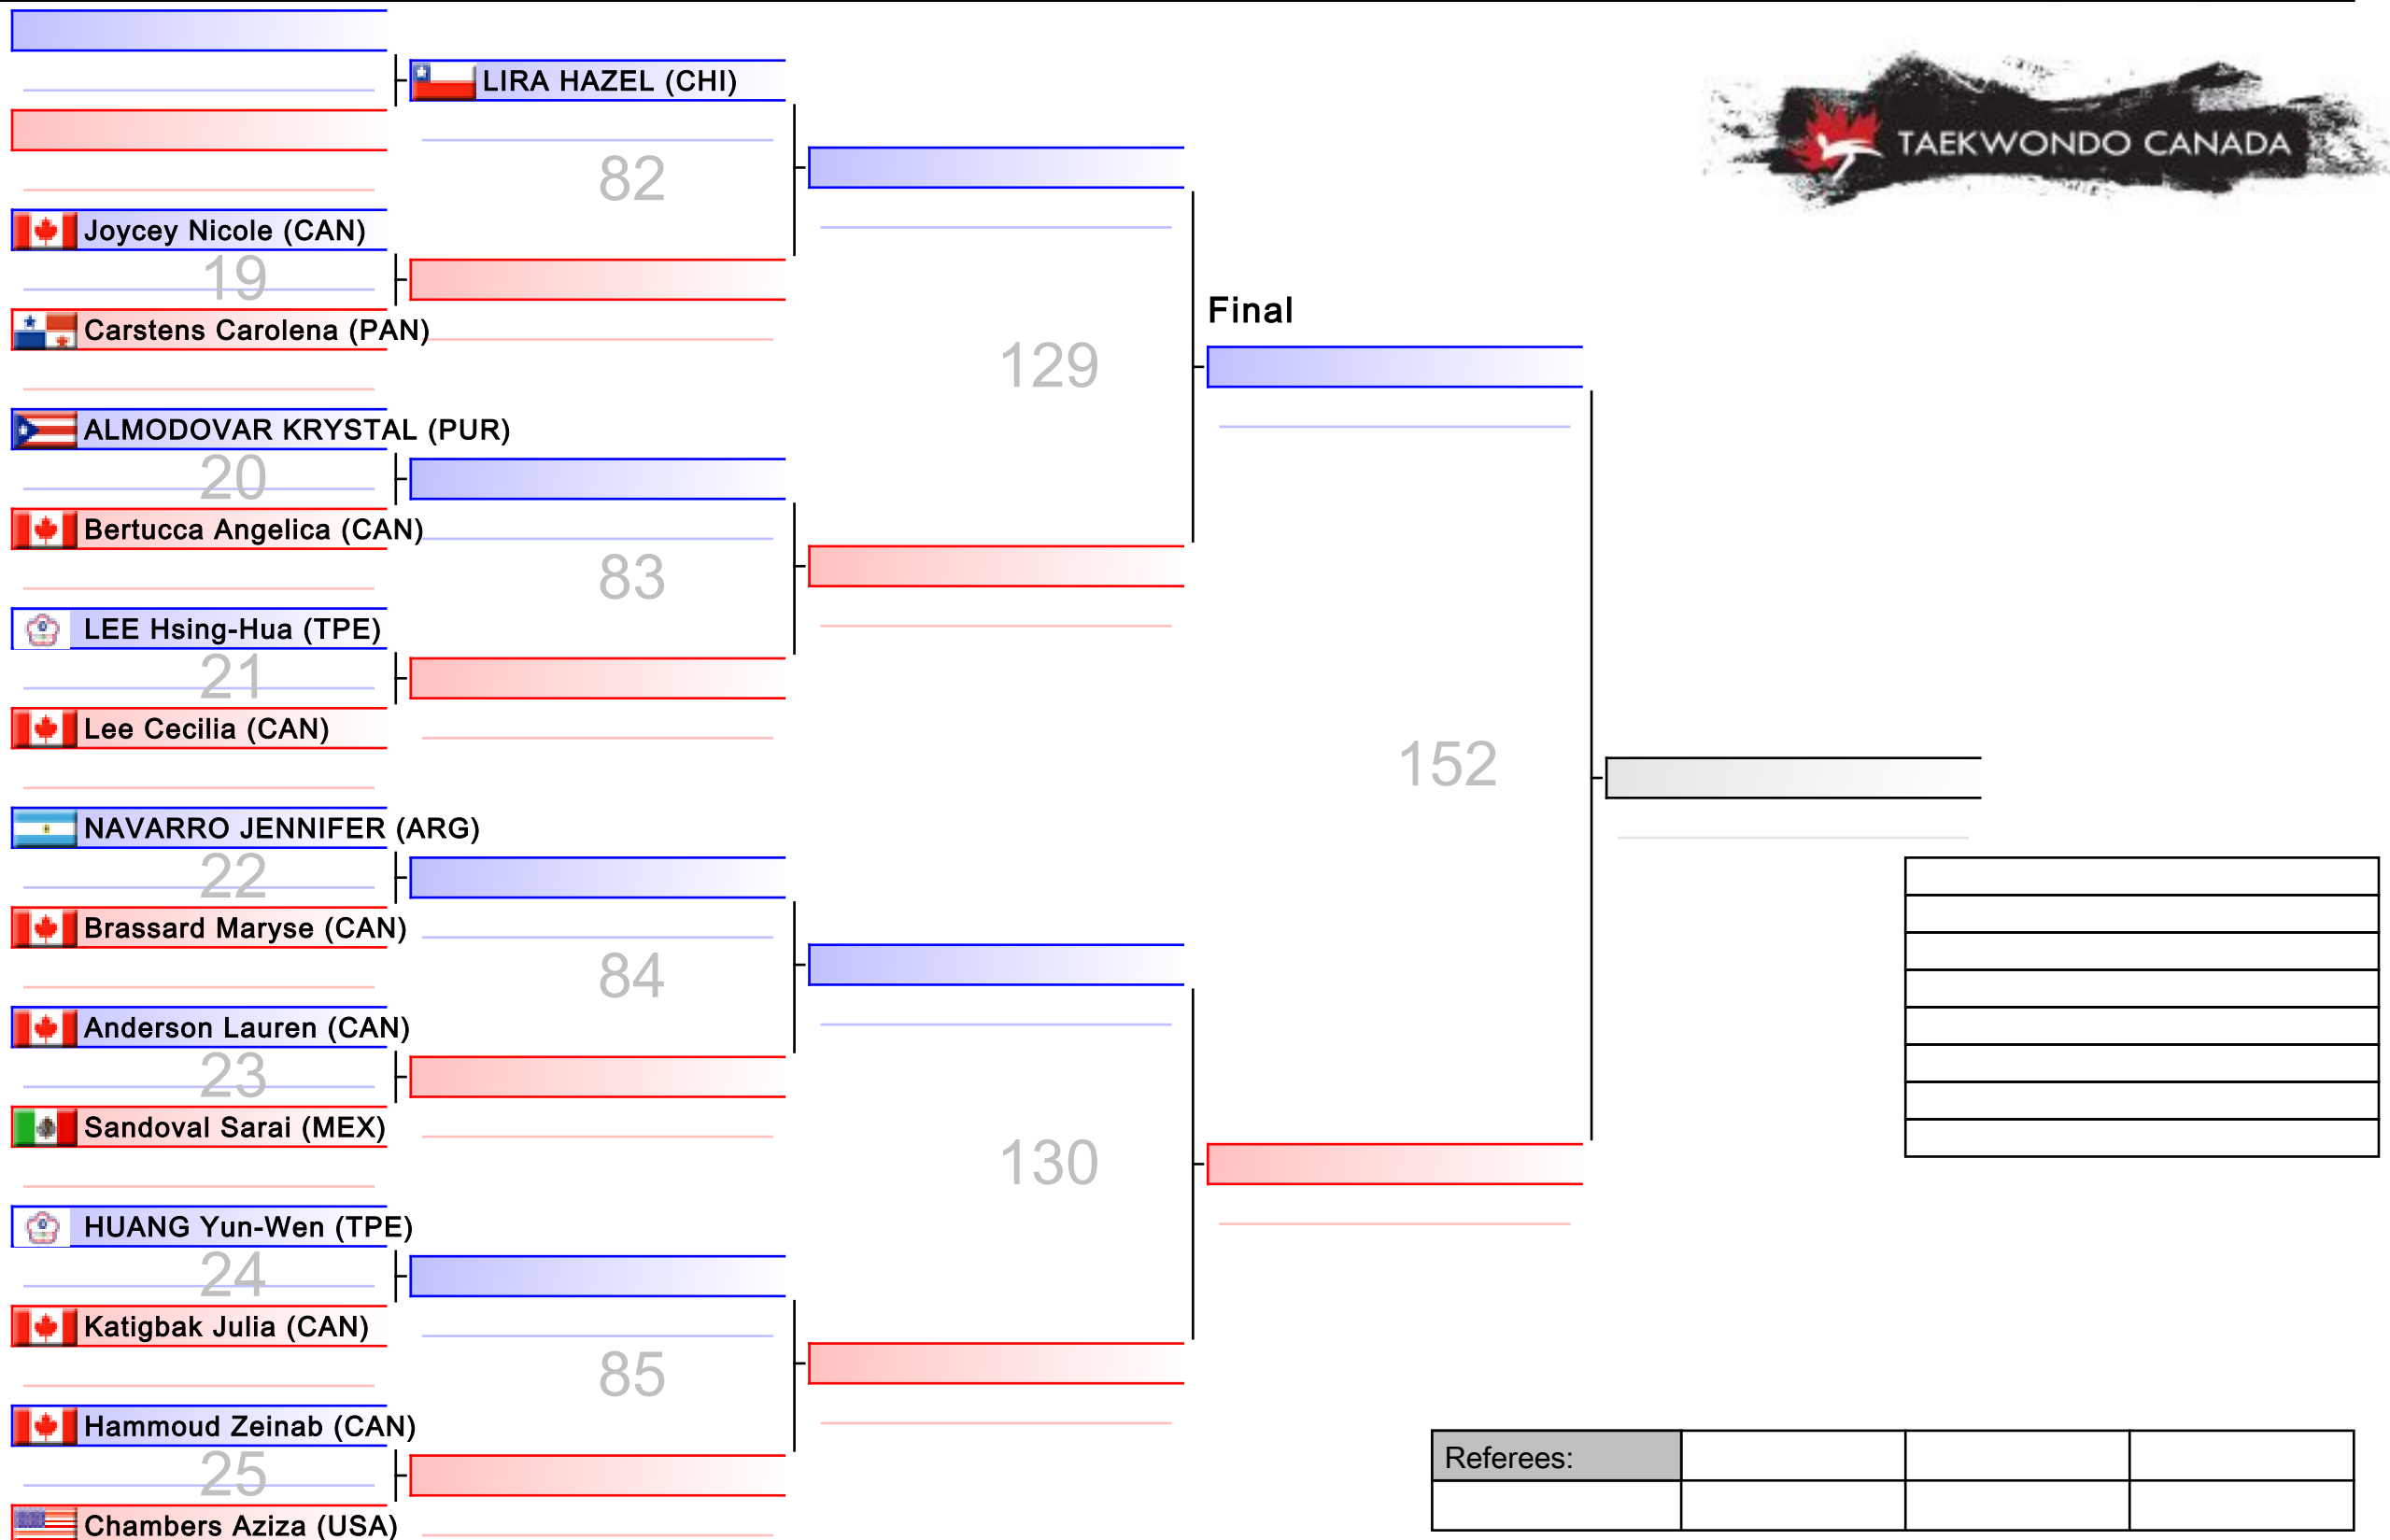 LIRA HAZEL (CHI)
TAEKWONDO CANADA
82
Joycey Nicole (CAN)
19
Carstens Carolena (PAN)
Final
129
ALMODOVAR KRYSTAL (PUR)
20
Bertucca Angelica (CAN)
83
LEE Hsing-Hua (TPE)
21
Lee Cecilia (CAN)
152
NAVARRO JENNIFER (ARG)
22
Brassard Maryse (CAN)
84
Anderson Lauren (CAN)
23
Sandoval Sarai (MEX)
130
HUANG Yun-Wen (TPE)
24
Katigbak Julia (CAN)
85
Hammoud Zeinab (CAN)
25
Referees:
Chambers Aziza (USA)